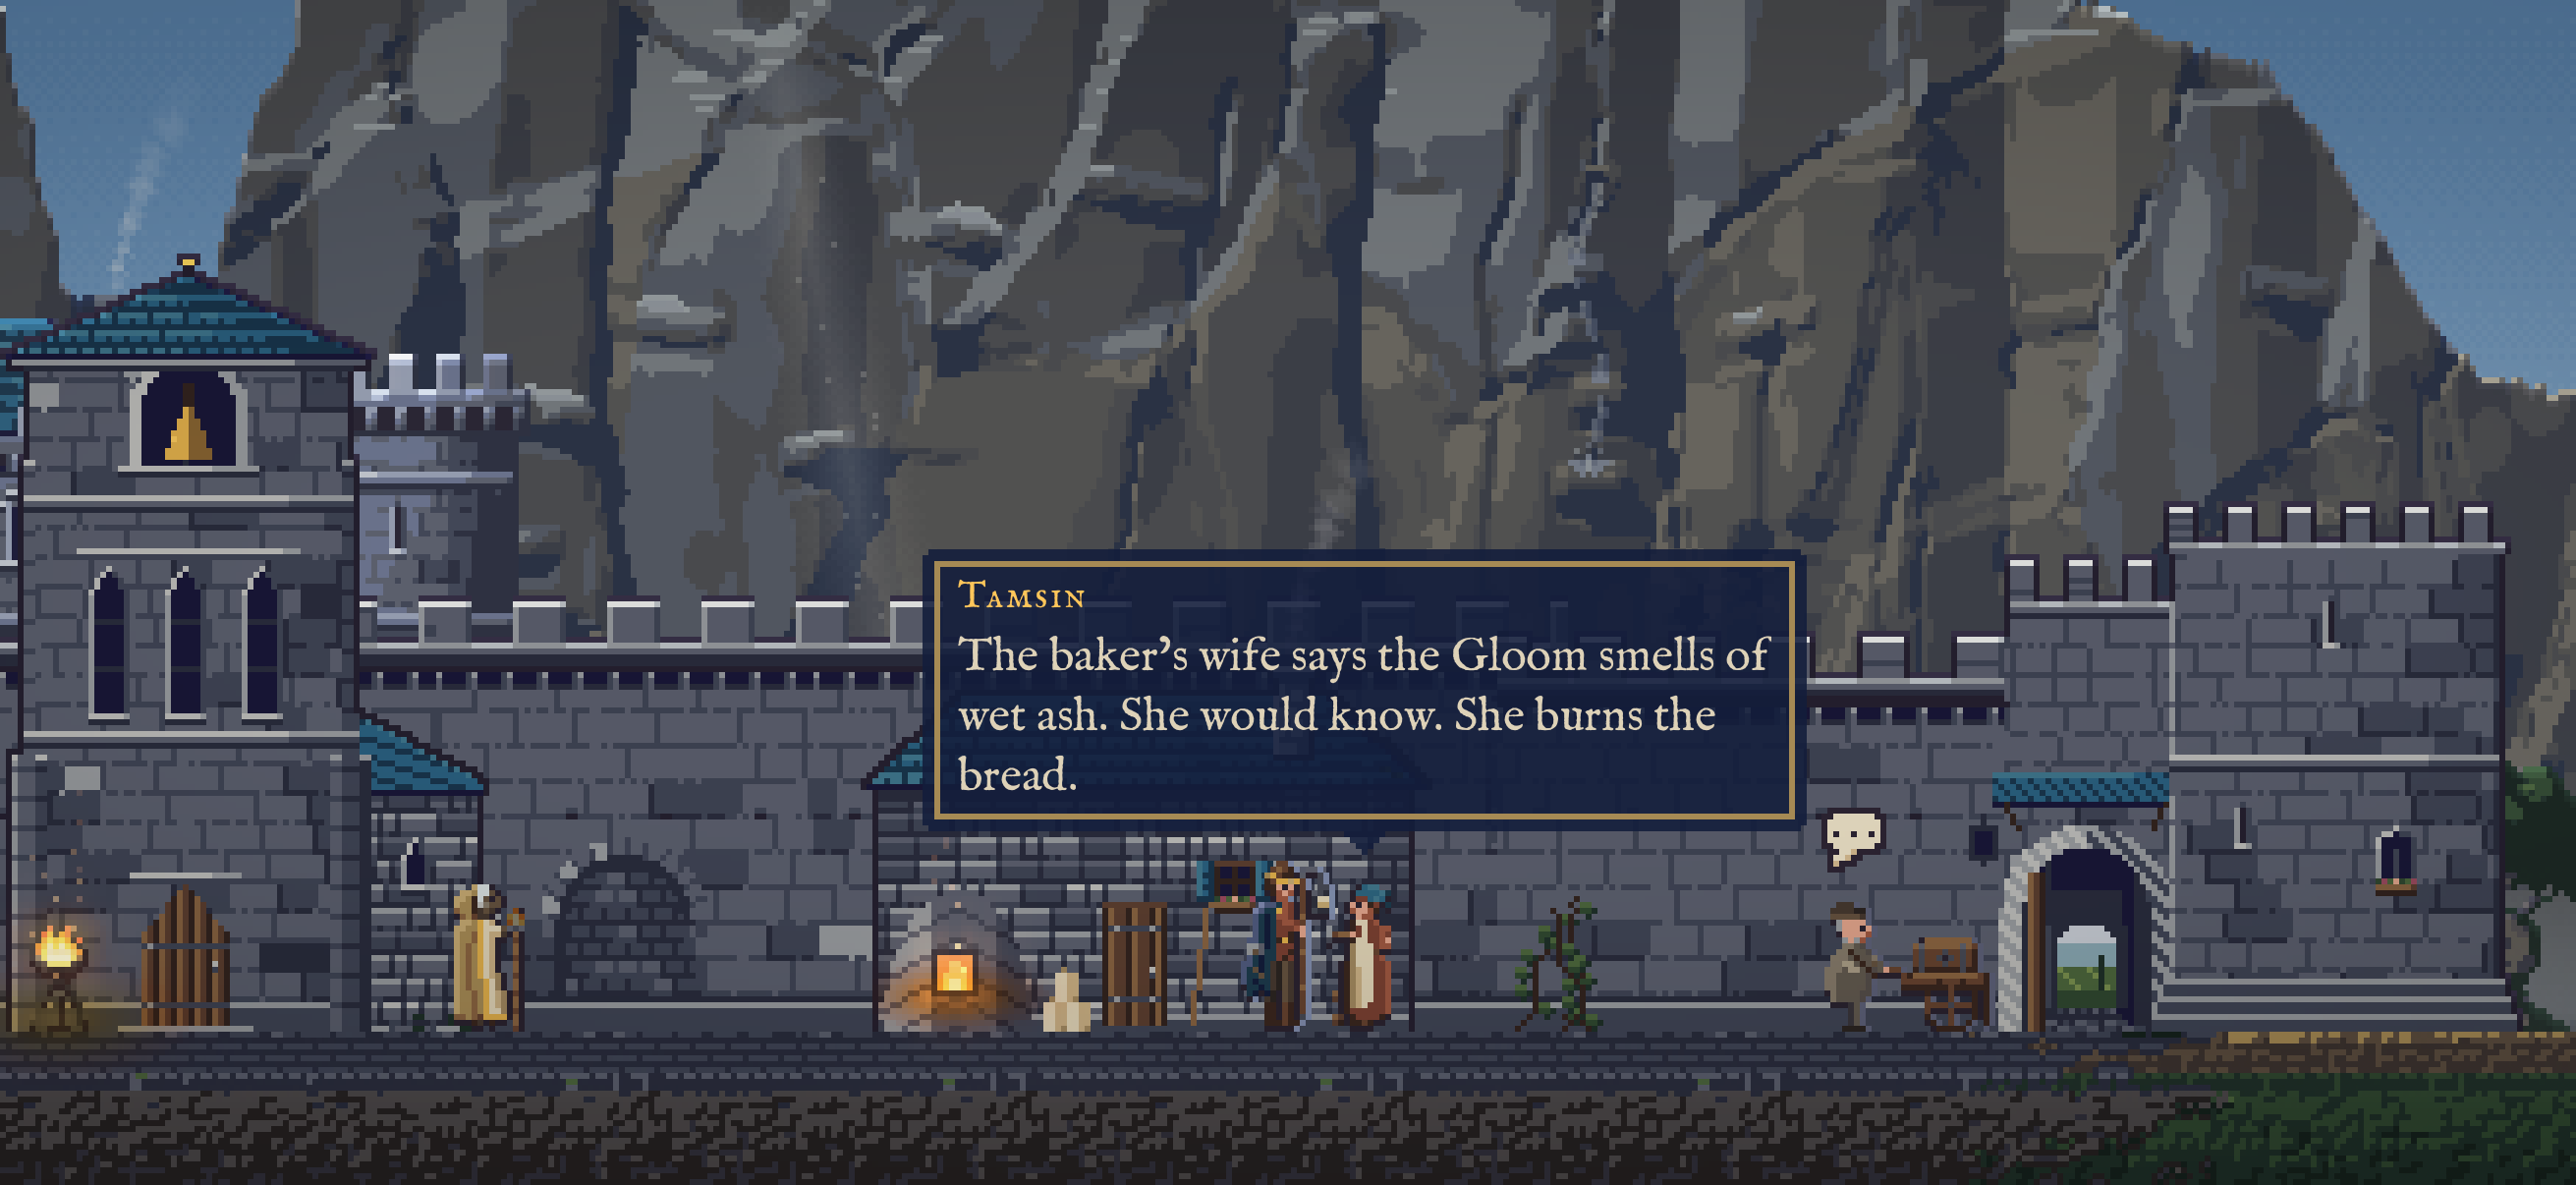 Tamsin
The baker’s wife says the Gloom smells of
wet ash. She would know. She burns the
bread.